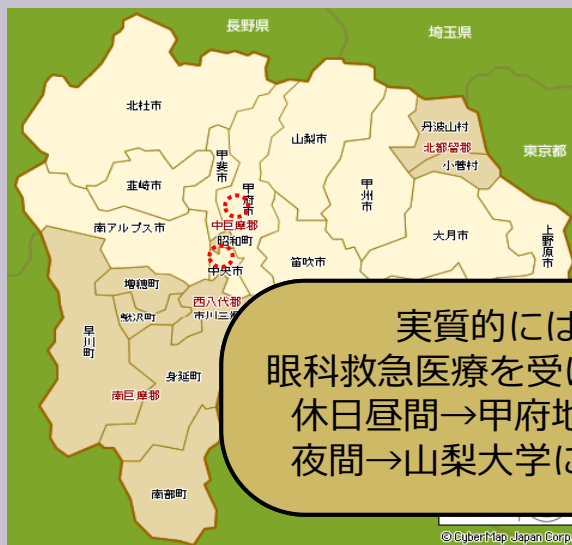 長野県
埼玉県
北杜市
丹波山村
北都留郡
小菅村
山梨市
東京都
甲斐市
甲府市
韮崎市
甲州市
中巨摩郡
昭和町
南アルプス市
大月市
上野原市
中央市
笛吹市
増穂町
西八代郡
鰍沢町
市川三郷
早川町
身延町
南巨摩郡
南部町
実質的には
眼科救急医療を受
休日昼間→甲府地
夜間→山梨大学に
© CyberMap Japan Corp